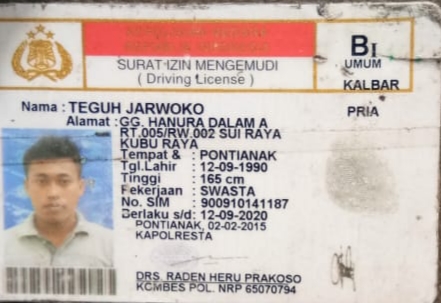 SURAT IZIN MENGEMUDI
( Driving License )
BI
UMUM
KALBAR
Nama : TEGUH JARWOKO
PRIA
Alamat : GG. HANURA DALAM A
RT.005/RW.002 SUI RAYA
KUBU RAYA
Tempat & : PONTIANAK
Tgl.Lahir : 12-09-1990
Tinggi : 165 cm
Pekerjaan : SWASTA
No. SIM : 900910141187
Berlaku s/d: 12-09-2020
PONTIANAK, 02-02-2015
KAPOLRESTA
DRS. RADEN HERU PRAKOSO
KOMBES POL. NRP 65070794